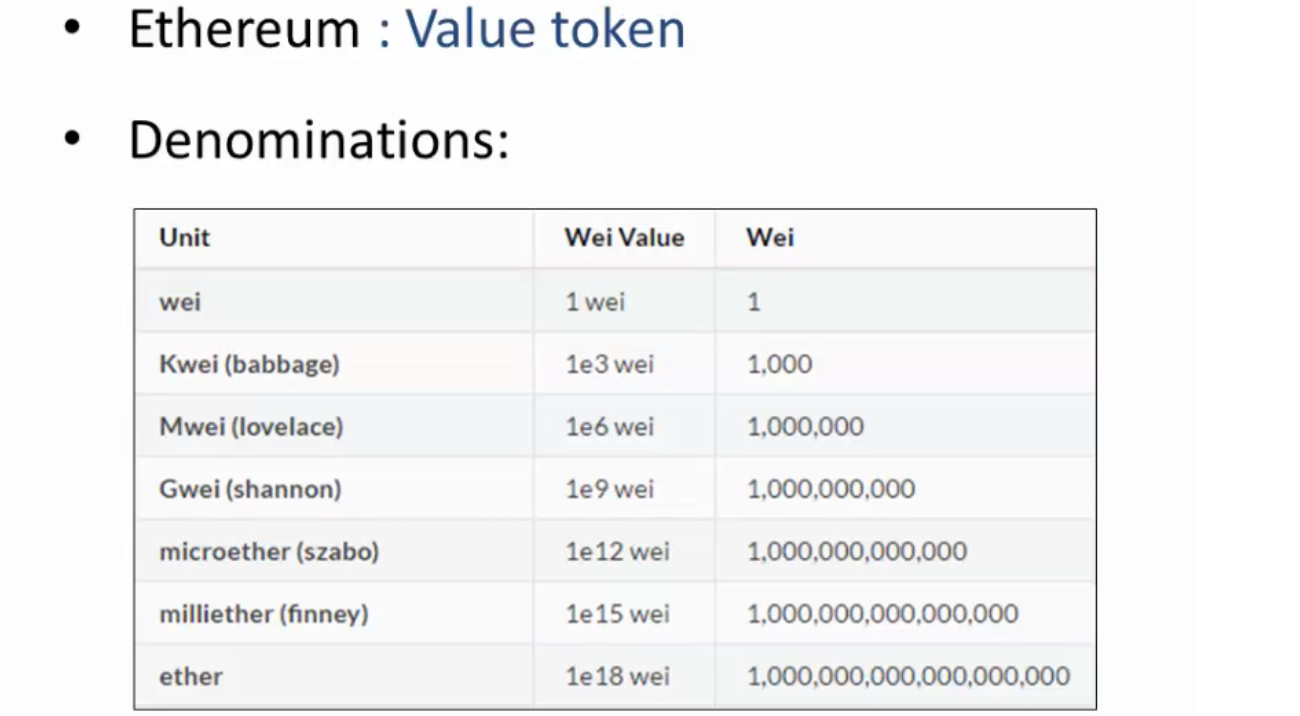 • Ethereum : Value token
• Denominations:
Unit Wei Value Wei
wei 1 wei 1
Kwei (babbage) 1e3 wei 1,000
Mwei (lovelace) 1e6 wei 1,000,000
Gwei (shannon) 1e9 wei 1,000,000,000
microether (szabo) 1e12 wei 1,000,000,000,000
milliether (finney) 1e15 wei 1,000,000,000,000,000
ether 1e18 wei 1,000,000,000,000,000,000